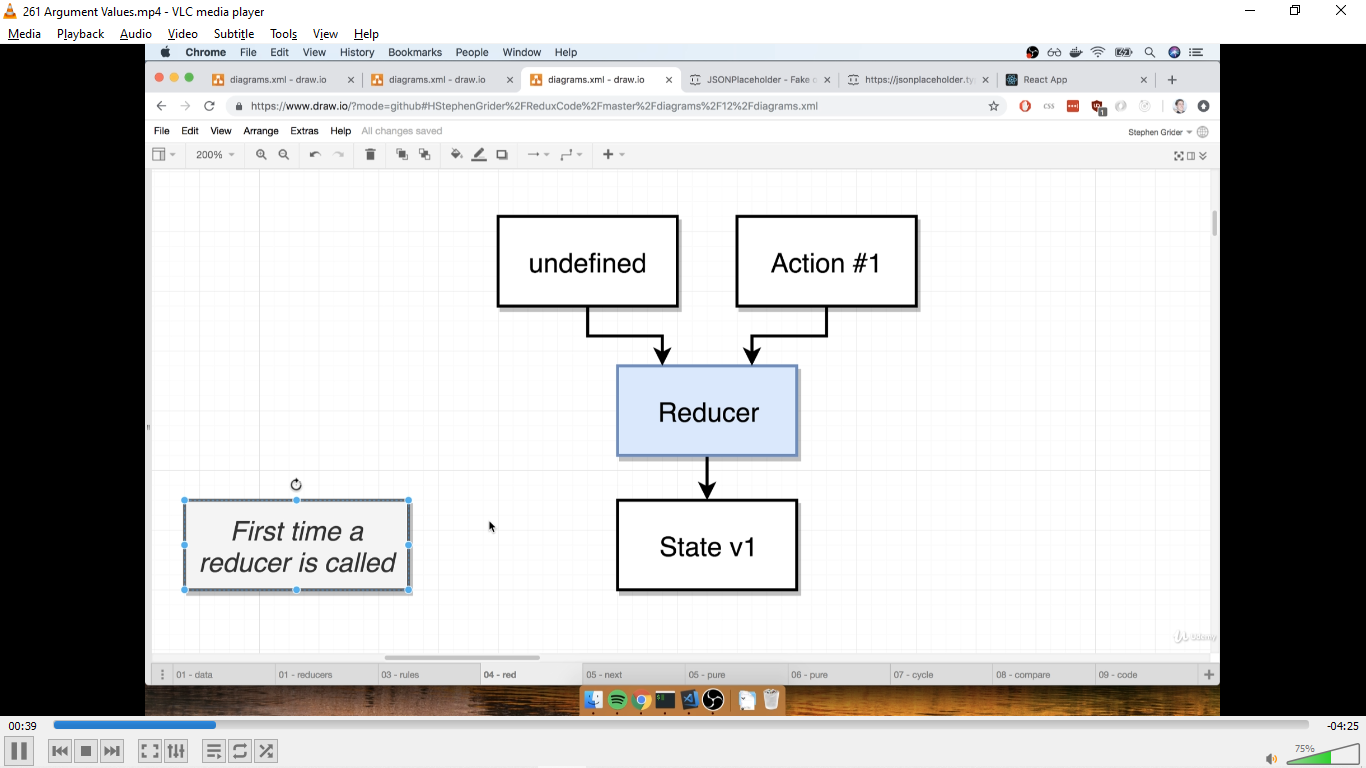 261 Argument Values.mp4 - VLC media player
Media Playback Audio Video Subtitle Tools View Help
Chrome File Edit View History Bookmarks People Window Help
diagrams.xml - draw.io
diagrams.xml - draw.io
diagrams.xml - draw.io
JSONPlaceholder - Fake
https://jsonplaceholder.ty
React App
https://www.draw.io/?mode=github#HStephenGrider%2FReduxCode%2Fmaster%2Fdiagrams%2F12%2Fdiagrams.xml
CSS
1
File Edit View Arrange Extras Help All changes saved
Stephen Grider
200%
undefined
Action #1
Reducer
First time a
reducer is called
State v1
Udemy
01 - data
01 - reducers
03 - rules
04 - red
05 - next
05 - pure
06 - pure
07 - cycle
08 - compare
09 - code
00:39
-04:25
75%